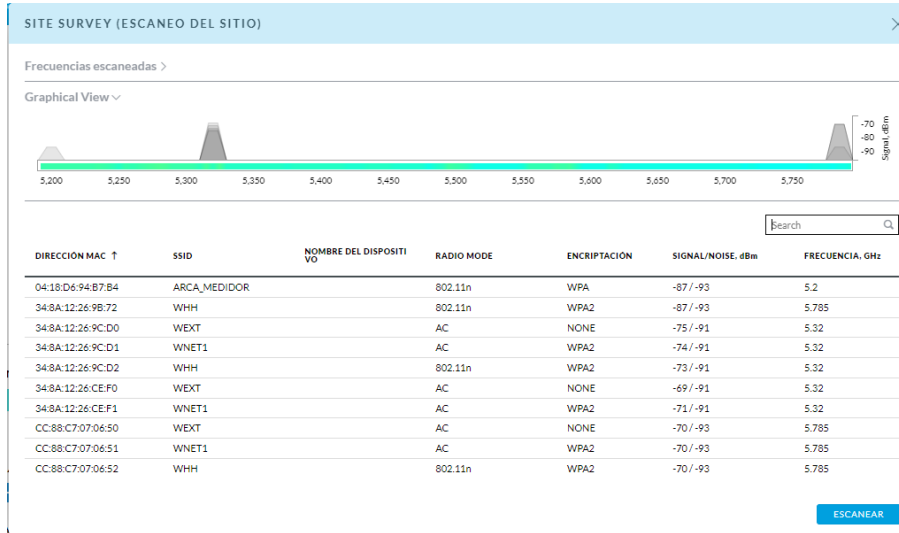 SITE SURVEY (ESCANEO DEL SITIO)
Frecuencias escaneadas >
Graphical View
-70
-80
-90
Signal, dBm
5,200 5,250 5,300 5,350 5,400 5,450 5,500 5,550 5,600 5,650 5,700 5,750
Search
DIRECCIÓN MAC ↑ SSID NOMBRE DEL DISPOSITI
VO RADIO MODE ENCRIPTACIÓN SIGNAL/NOISE, dBm FRECUENCIA, GHz
04:18:D6:94:B7:B4 ARCA_MEDIDOR 802.11n WPA -87 / -93 5.2
34:8A:12:26:9B:72 WHH 802.11n WPA2 -87 / -93 5.785
34:8A:12:26:9C:D0 WEXT AC NONE -75 / -91 5.32
34:8A:12:26:9C:D1 WNET1 AC WPA2 -74 / -91 5.32
34:8A:12:26:9C:D2 WHH 802.11n WPA2 -73 / -91 5.32
34:8A:12:26:CE:F0 WEXT AC NONE -69 / -91 5.32
34:8A:12:26:CE:F1 WNET1 AC WPA2 -71 / -91 5.32
CC:88:C7:07:06:50 WEXT AC NONE -70 / -93 5.785
CC:88:C7:07:06:51 WNET1 AC WPA2 -70 / -93 5.785
CC:88:C7:07:06:52 WHH 802.11n WPA2 -70 / -93 5.785
ESCANEAR